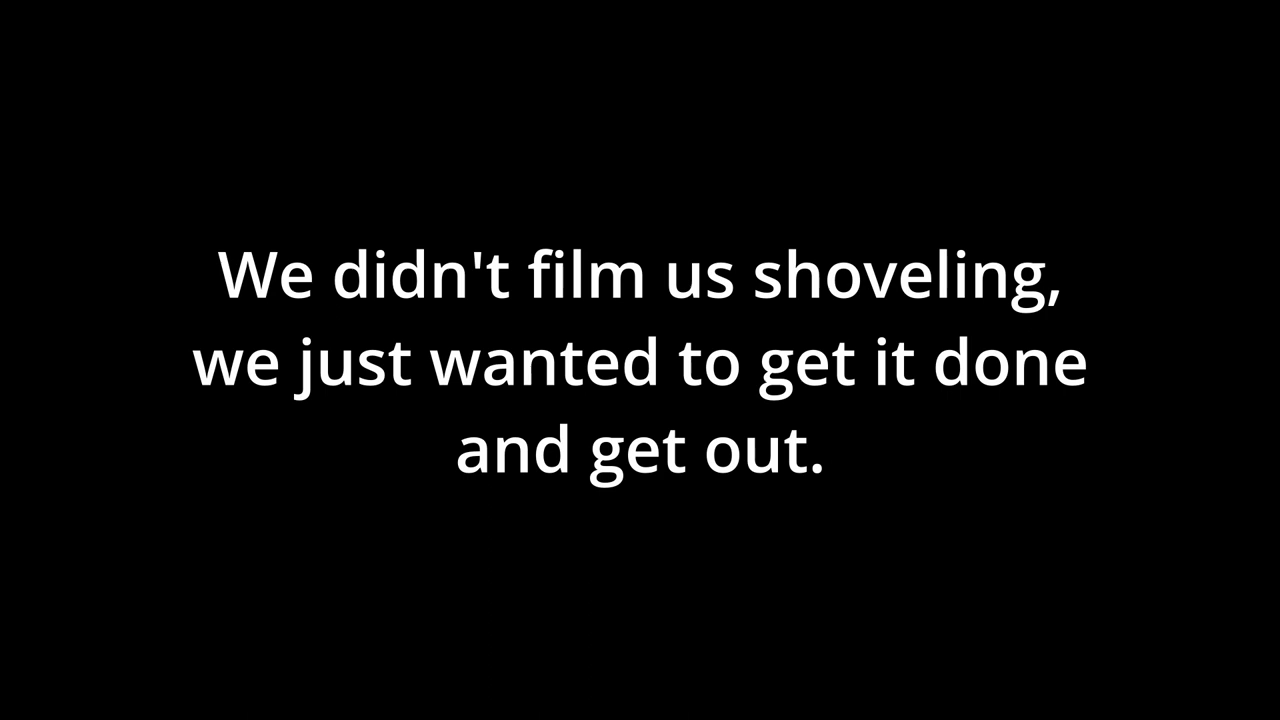 We didn't film us shoveling,
we just wanted to get it done
and get out.